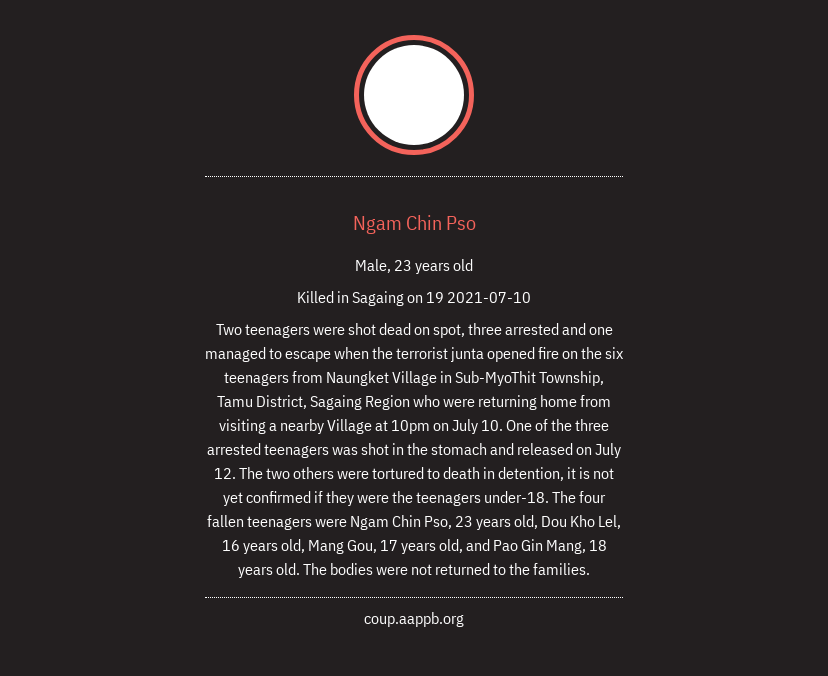 Ngam Chin Pso
Male, 23 years old
Killed in Sagaing on 19 2021-07-10
Two teenagers were shot dead on spot, three arrested and one
managed to escape when the terrorist junta opened fire on the six
teenagers from Naungket Village in Sub-MyoThit Township,
Tamu District, Sagaing Region who were returning home from
visiting a nearby Village at 10pm on July 10. One of the three
arrested teenagers was shot in the stomach and released on July
12. The two others were tortured to death in detention, it is not
yet confirmed if they were the teenagers under-18. The four
fallen teenagers were Ngam Chin Pso, 23 years old, Dou Kho Lel,
16 years old, Mang Gou, 17 years old, and Pao Gin Mang, 18
years old. The bodies were not returned to the families.
coup.aappb.org